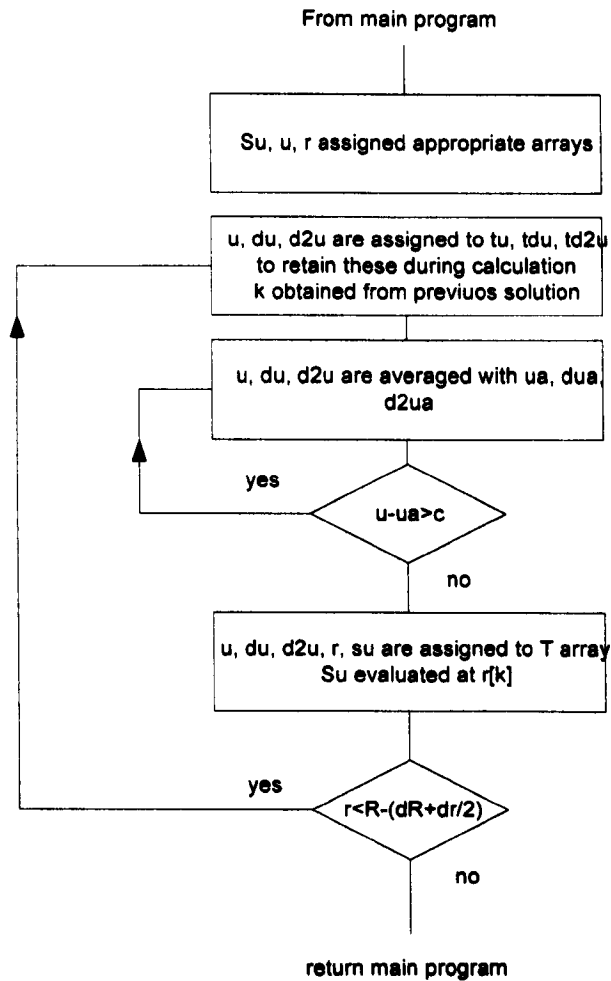 From main program
Su, u, r assigned appropriate arrays
u, du, d2u are assigned to tu, tdu, td2u
to retain these during calculation
k obtained from previuos solution
u, du, d2u are averaged with ua, dua,
d2ua
yes
u-ua>c
no
u, du, d2u, r, su are assigned to T array
Su evaluated at r[k]
yes
r<R-(dR+dr/2)
no
return main program